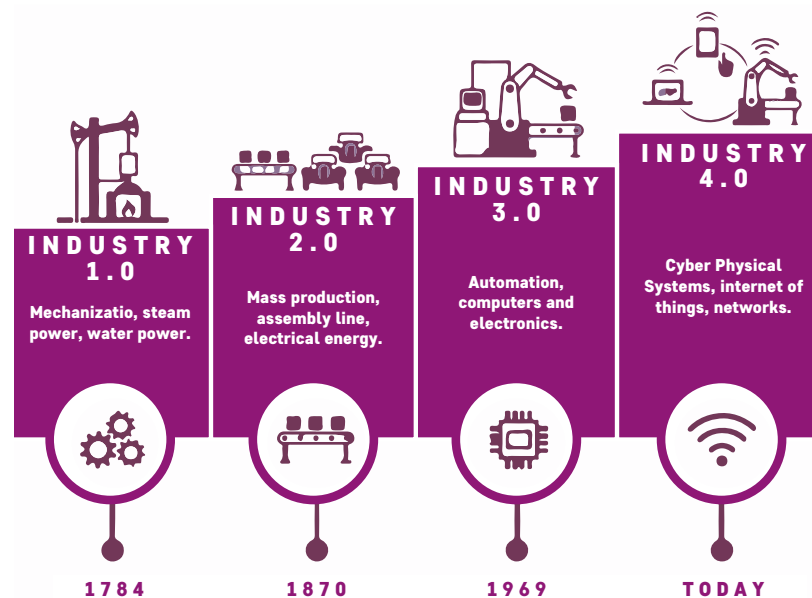 INDUSTRY
1.0
Mechanizatio, steam
power, water power.
1784
INDUSTRY
2.0
Mass production,
assembly line,
electrical energy.
1870
INDUSTRY
3.0
Automation,
computers and
electronics.
1969
INDUSTRY
4.0
Cyber Physical
Systems, internet of
things, networks.
TODAY